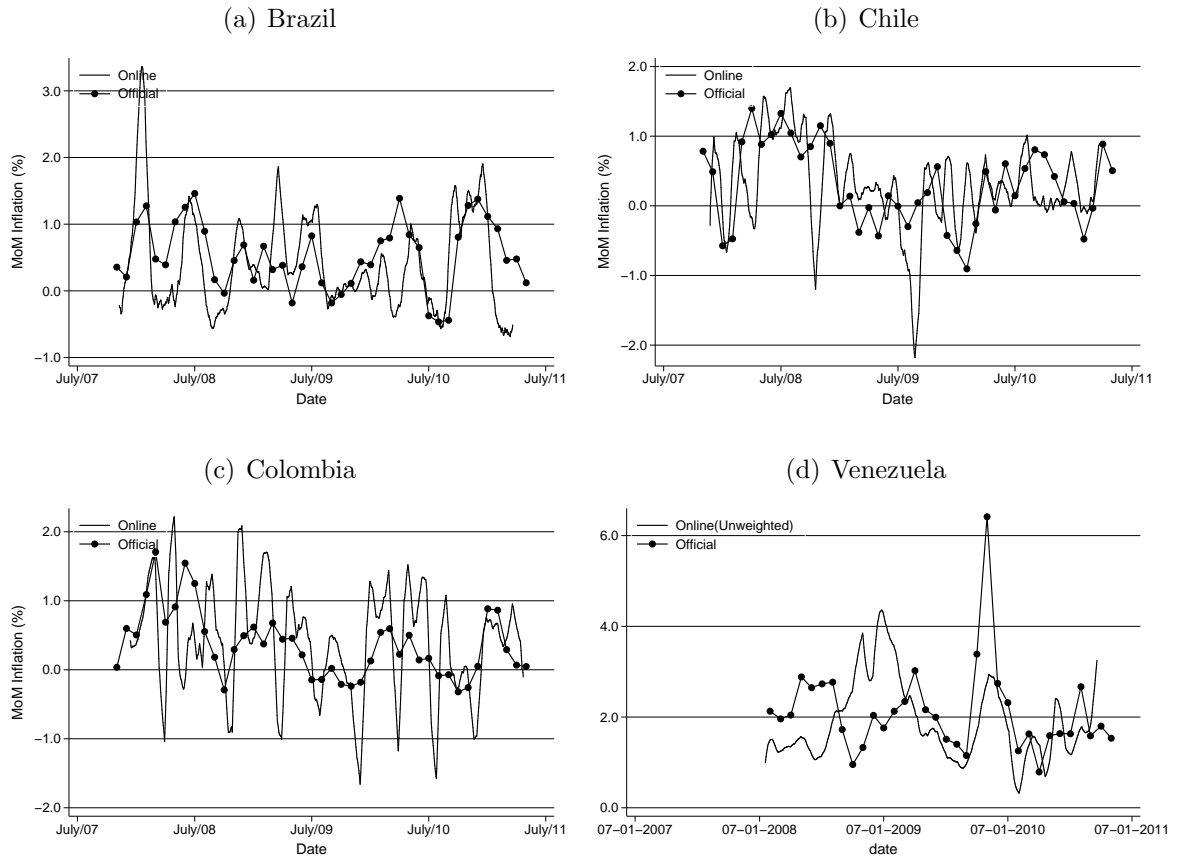 (a) Brazil
Online
Official
MoM Inflation (%)
3.0
2.0
1.0
0.0
−1.0
July/07
July/08
July/09
July/10
July/11
Date
(b) Chile
Online
Official
MoM Inflation (%)
2.0
1.0
0.0
−1.0
−2.0
July/07
July/08
July/09
July/10
July/11
Date
(c) Colombia
Online
Official
MoM Inflation (%)
2.0
1.0
0.0
−1.0
−2.0
July/07
July/08
July/09
July/10
July/11
Date
(d) Venezuela
Online(Unweighted)
Official
6.0
4.0
2.0
0.0
07−01−2007
07−01−2008
07−01−2009
07−01−2010
07−01−2011
date